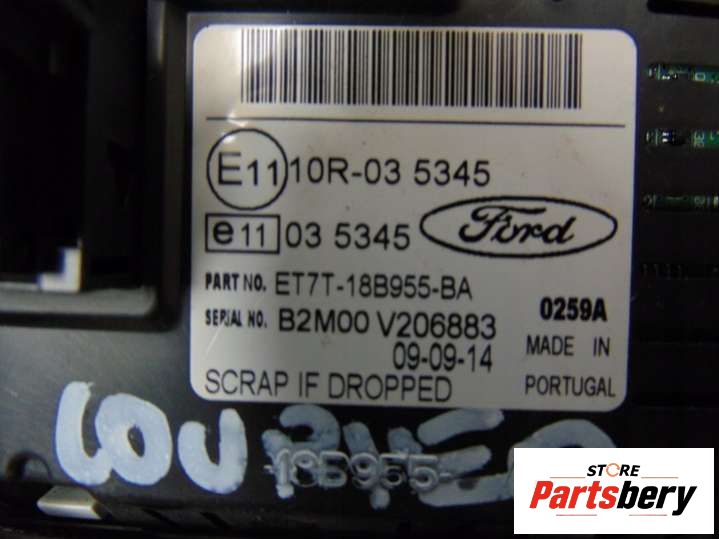 E11 10R-03 5345
e11 03 5345 Ford
PART NO. ET7T-18B955-BA
SERIAL NO. B2M00 V206883 0259A
09-09-14 MADE IN
SCRAP IF DROPPED PORTUGAL
-18B955-
STORE
Partsbery